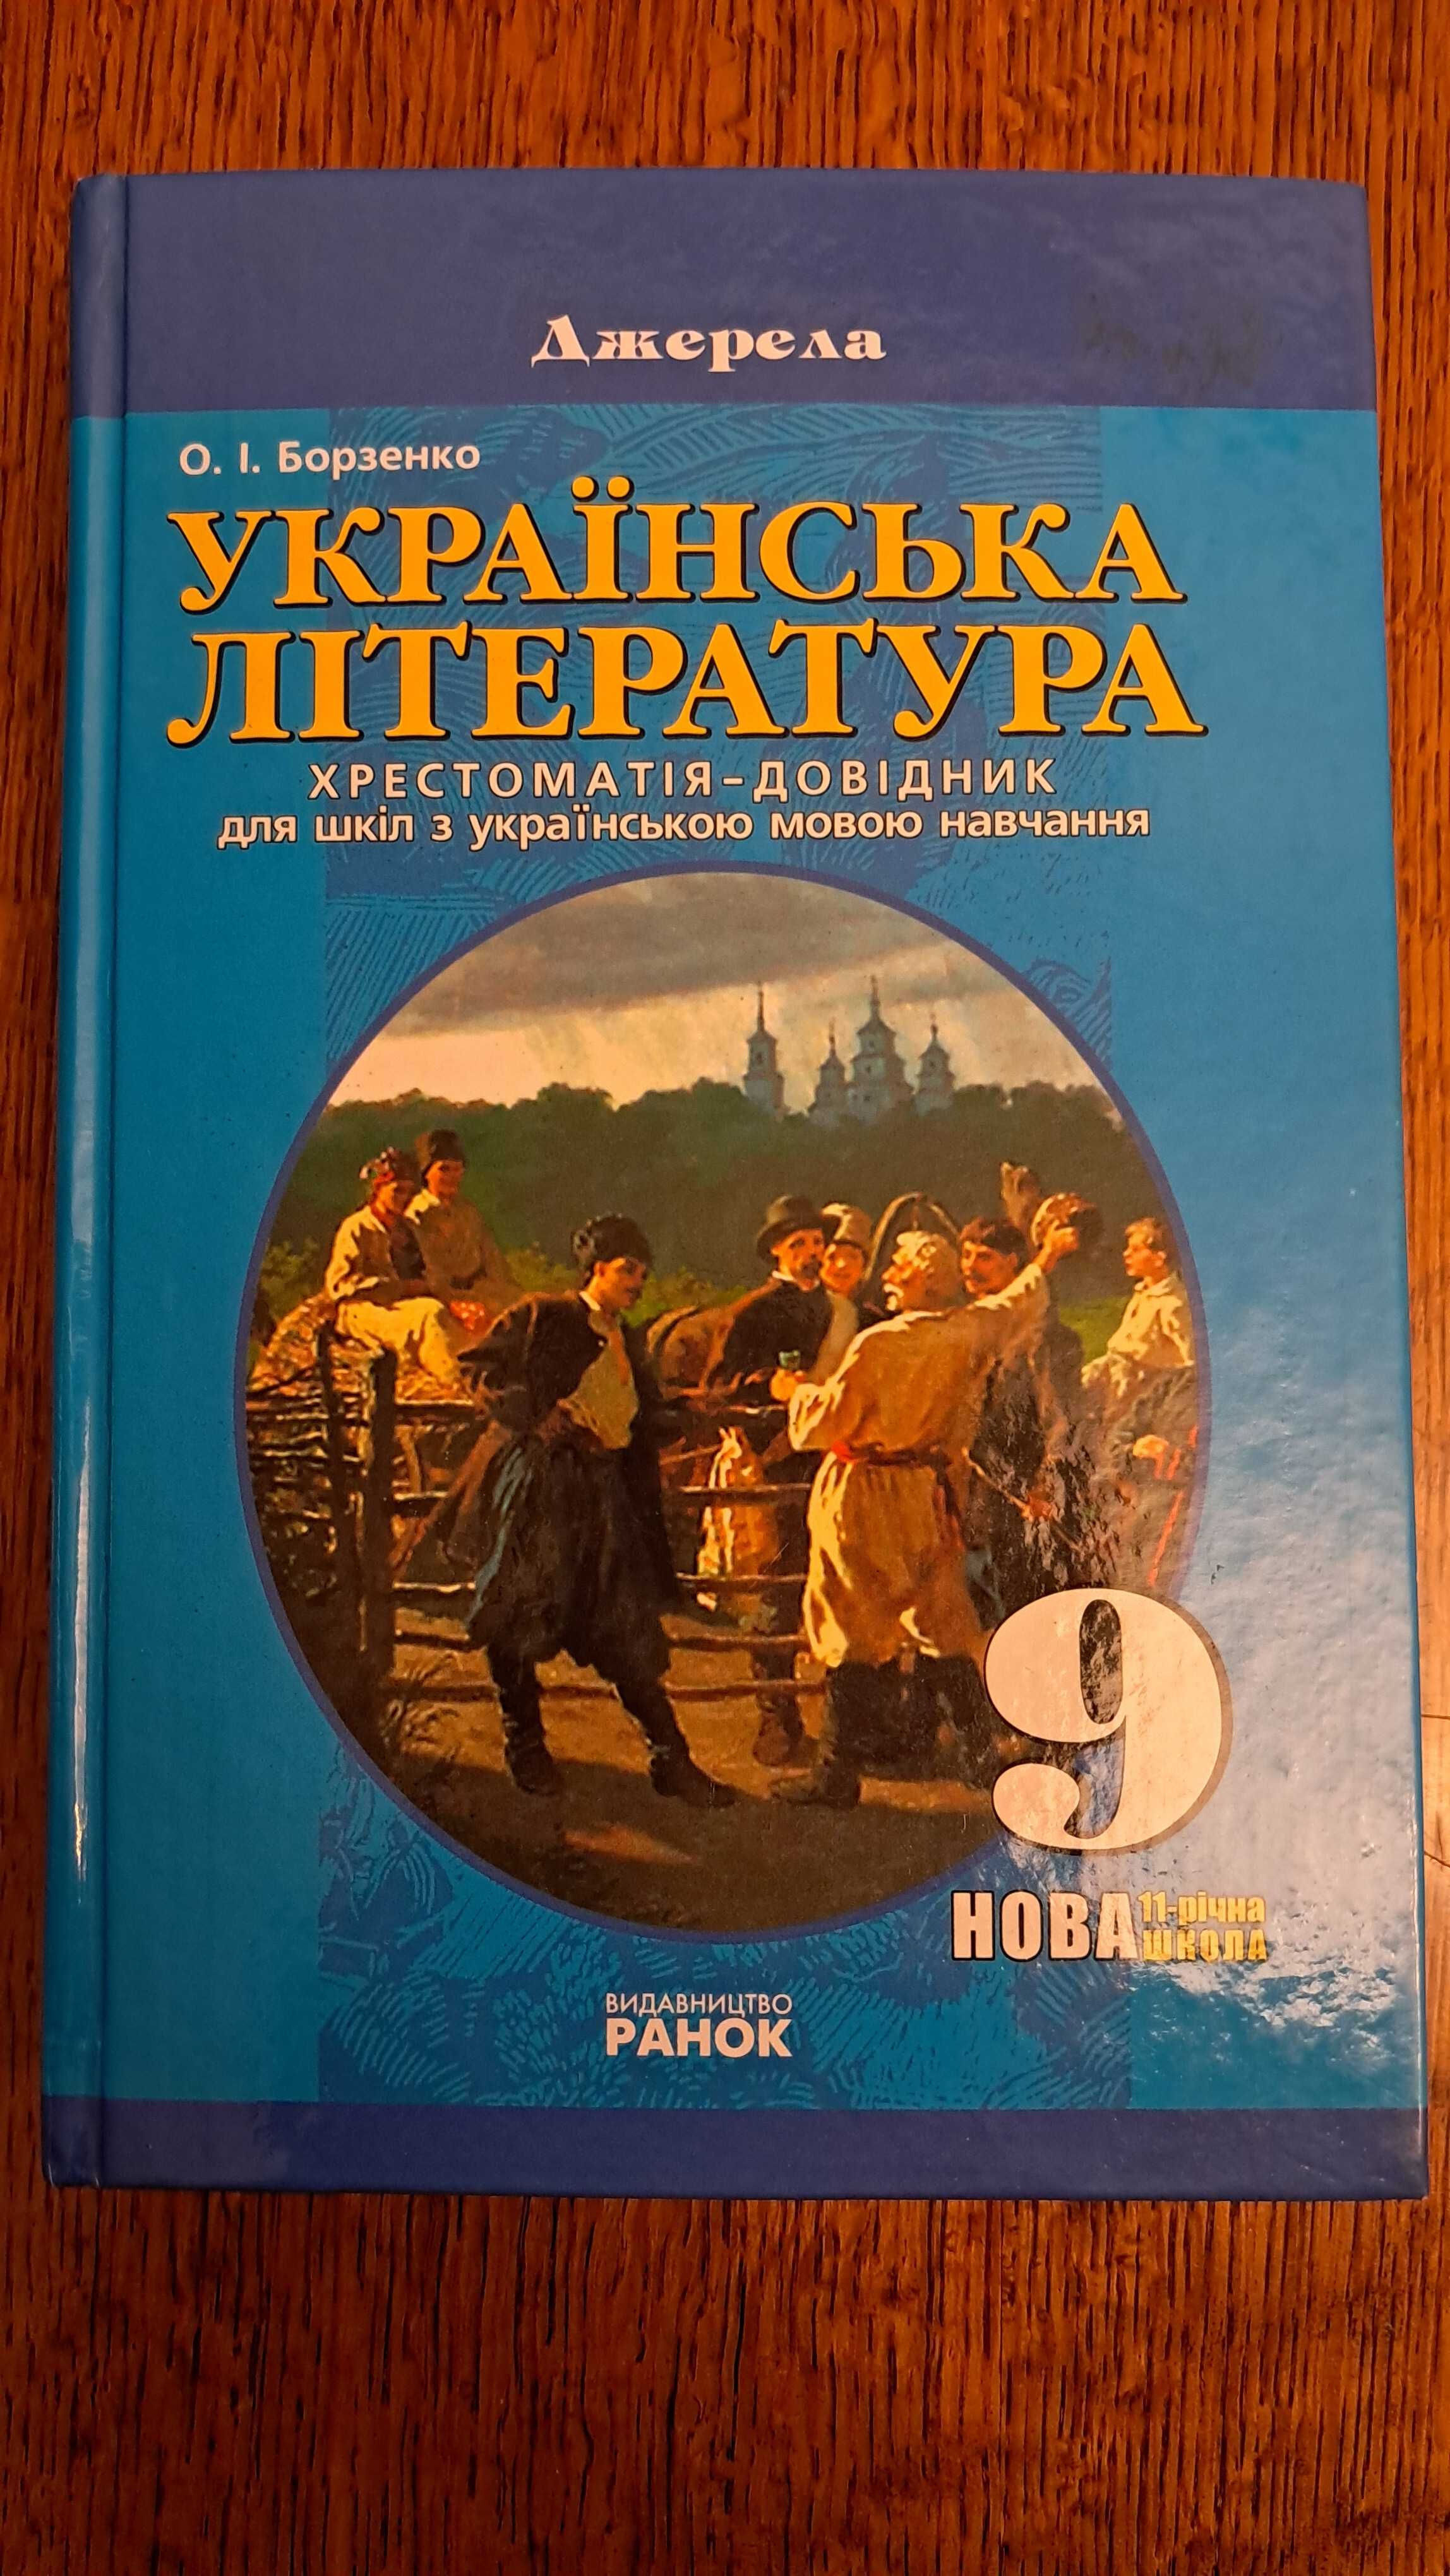 Джерела
О. І. Борзенко
УКРАЇНСЬКА
ЛІТЕРАТУРА
ХРЕСТОМАТІЯ-ДОВІДНИК
для шкіл з українською мовою навчання
9
НОВА 11-річна
ШКОЛА
ВИДАВНИЦТВО
РАНОК